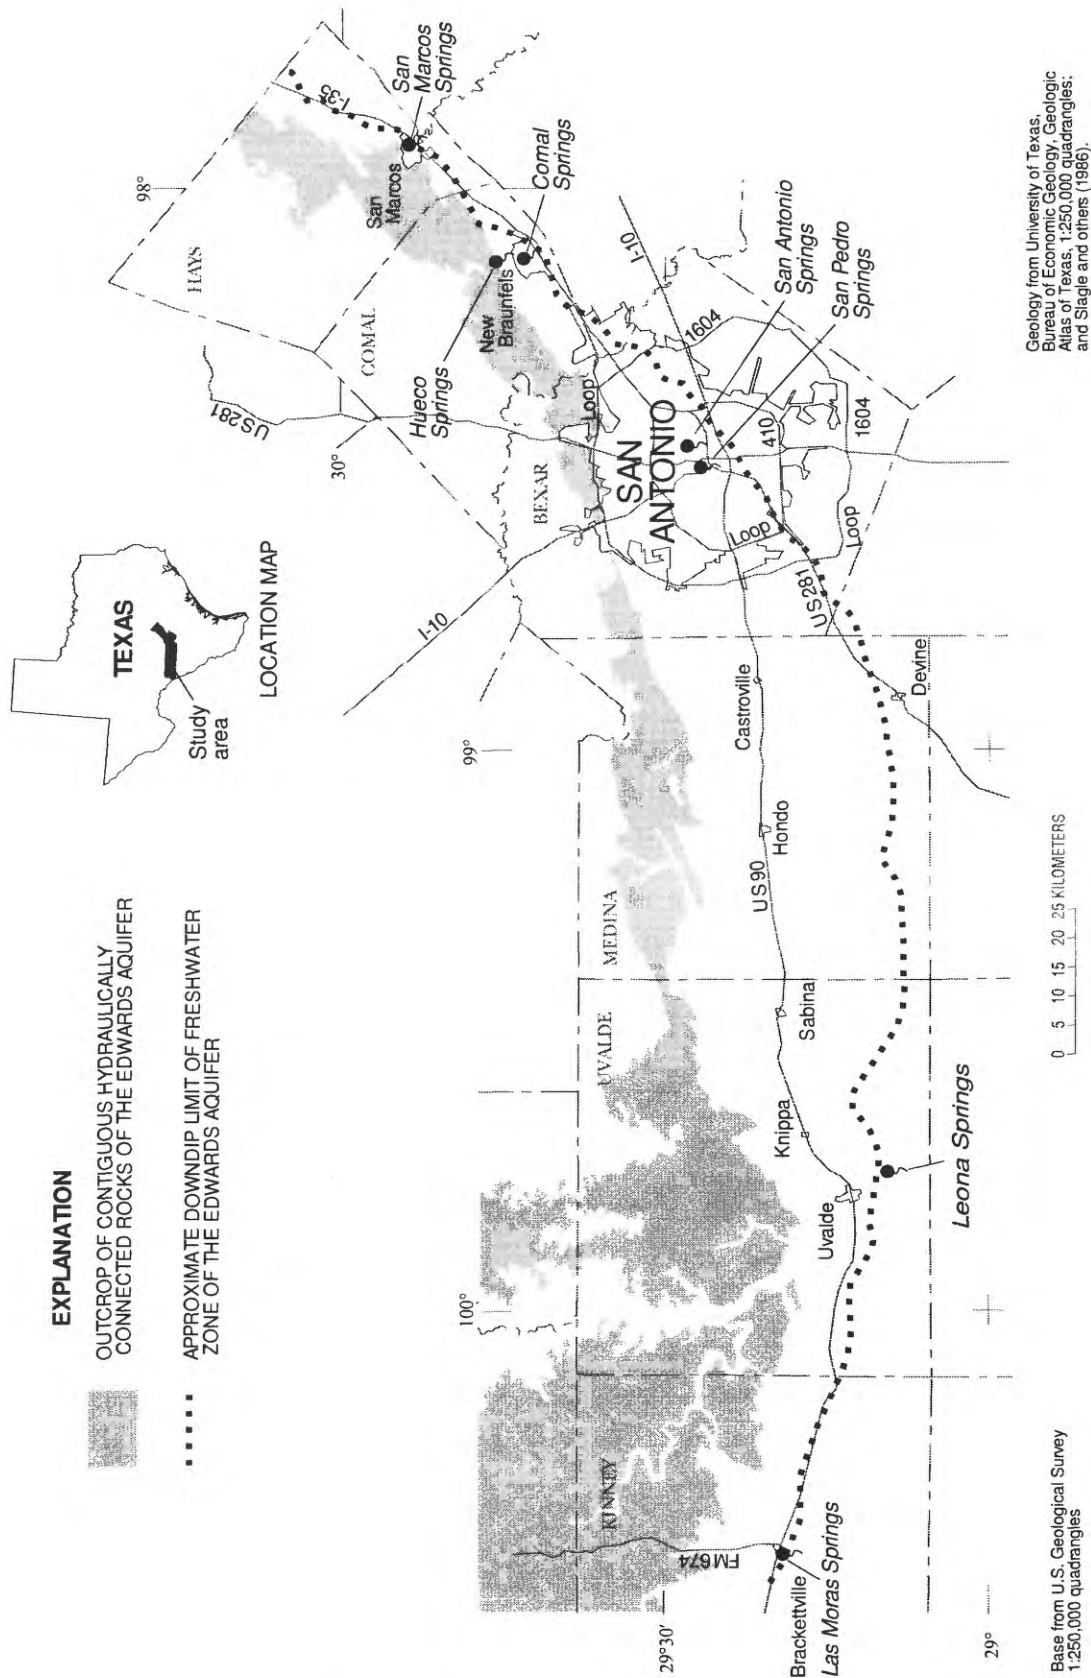 EXPLANATION
OUTCROP OF CONTIGUOUS HYDRAULICALLY
CONNECTED ROCKS OF THE EDWARDS AQUIFER
APPROXIMATE DOWNDIP LIMIT OF FRESHWATER
ZONE OF THE EDWARDS AQUIFER
TEXAS
Study
area
LOCATION MAP
100°
99°
98°
30°
29°30'
29°
KINNEY
UVALDE
MEDINA
BEXAR
COMAL
HAYS
FM674
Brackettville
Las Moras Springs
Uvalde
Knippa
Sabinal
Leona Springs
US90
Hondo
Castroville
Devine
US281
I-10
US281
Hueco
Springs
New
Braunfels
San
Marcos
I-35
San
Marcos
Springs
Comal
Springs
SAN
ANTONIO
Loop
1604
Loop
410
Loop
1604
I-10
San Antonio
Springs
San Pedro
Springs
0 5 10 15 20 25 KILOMETERS
Base from U.S. Geological Survey
1:250,000 quadrangles
Geology from University of Texas,
Bureau of Economic Geology, Geologic
Atlas of Texas, 1:250,000 quadrangles;
and Slagle and others (1986).